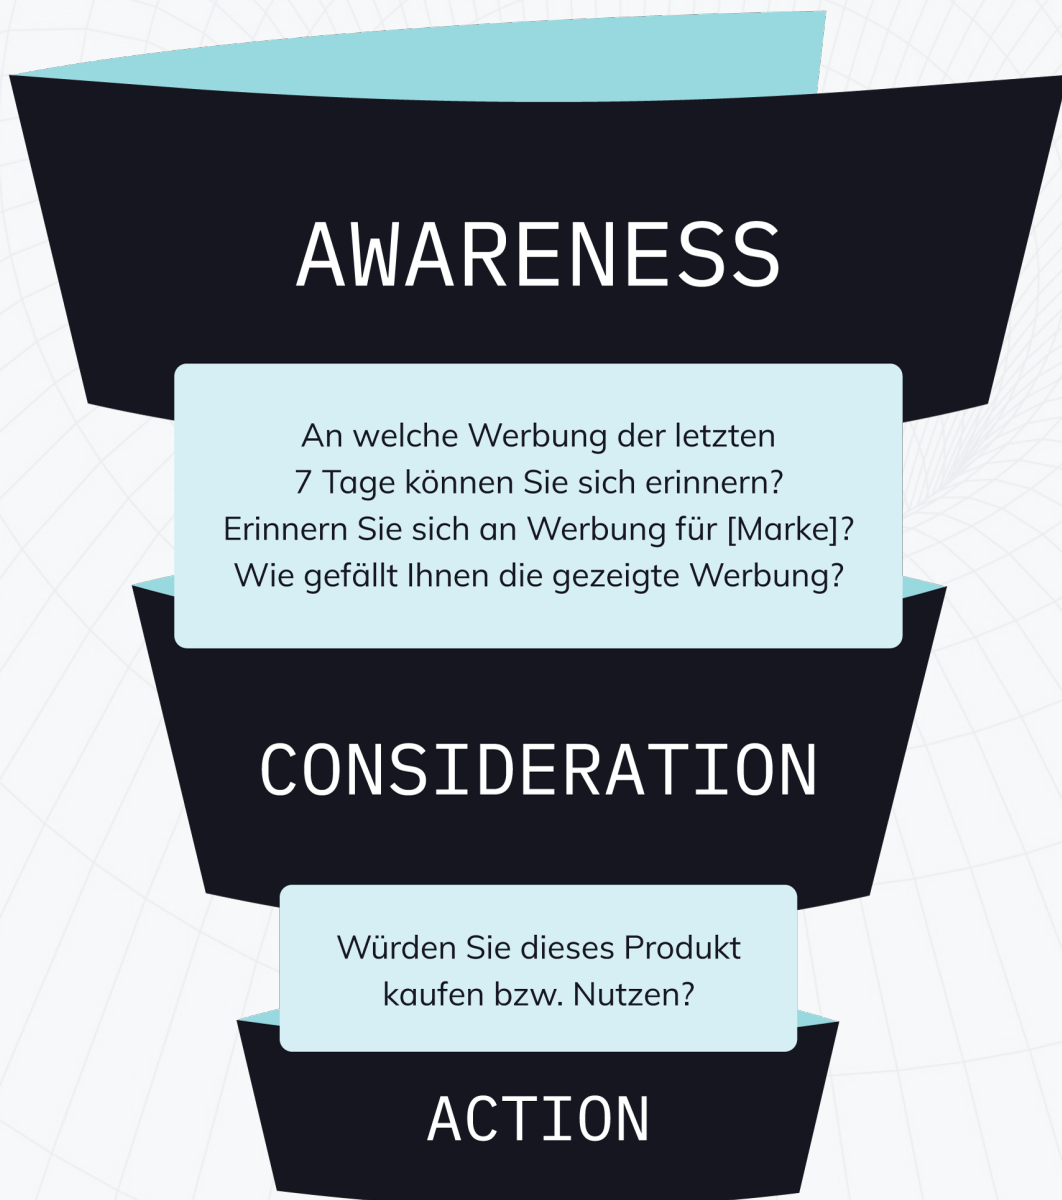 AWARENESS
An welche Werbung der letzten
7 Tage können Sie sich erinnern?
Erinnern Sie sich an Werbung für [Marke]?
Wie gefällt Ihnen die gezeigte Werbung?
CONSIDERATION
Würden Sie dieses Produkt
kaufen bzw. Nutzen?
ACTION